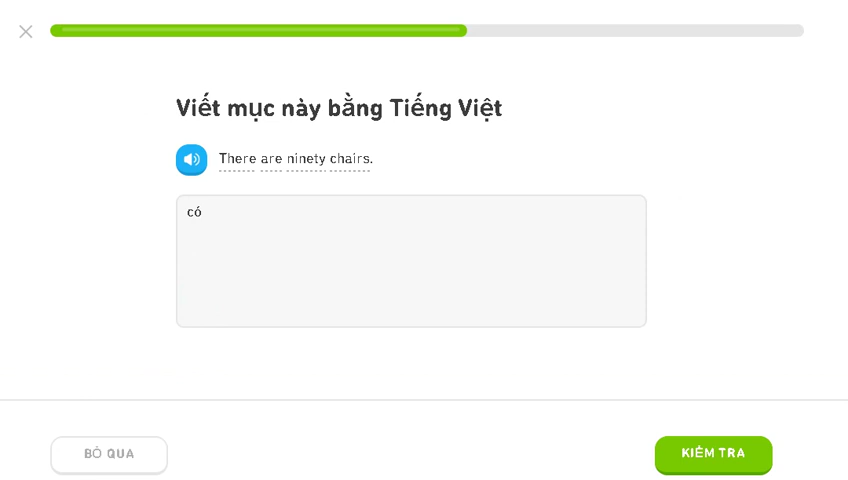 Viết mục này bằng Tiếng Việt
There are ninety chairs.
có
BỎ QUA
KIỂM TRA